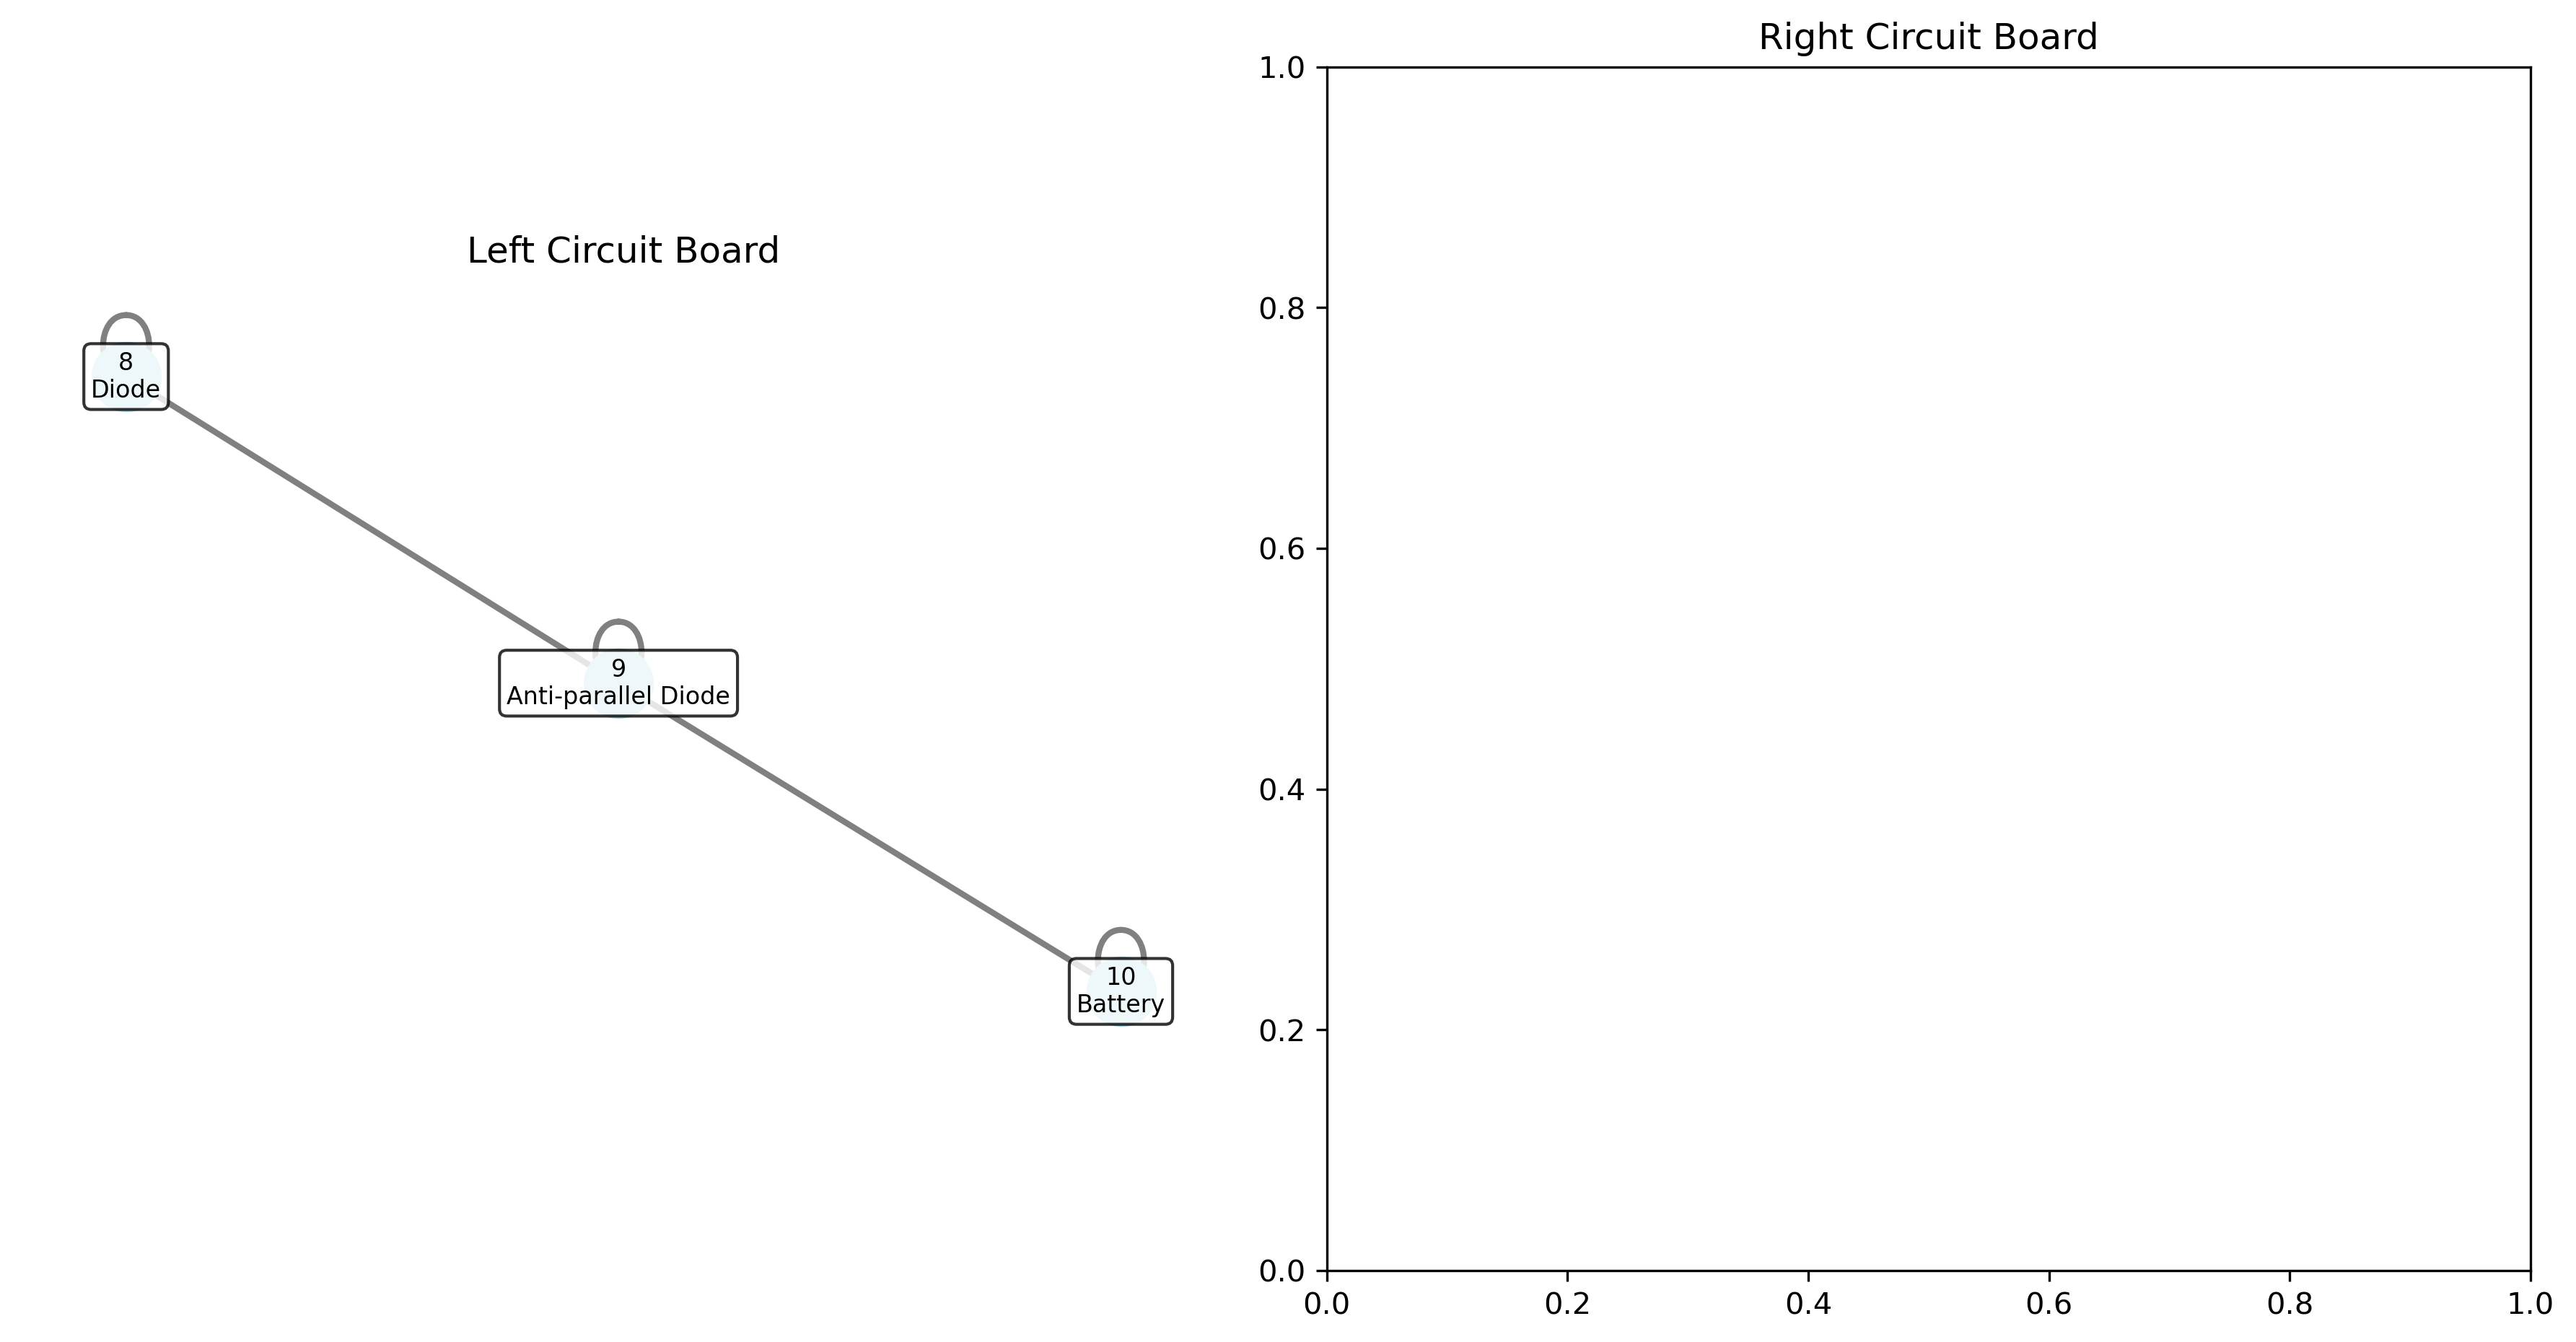 Left Circuit Board
8
Diode
9
Anti-parallel Diode
10
Battery
Right Circuit Board
1.0
0.8
0.6
0.4
0.2
0.0
0.0 0.2 0.4 0.6 0.8 1.0